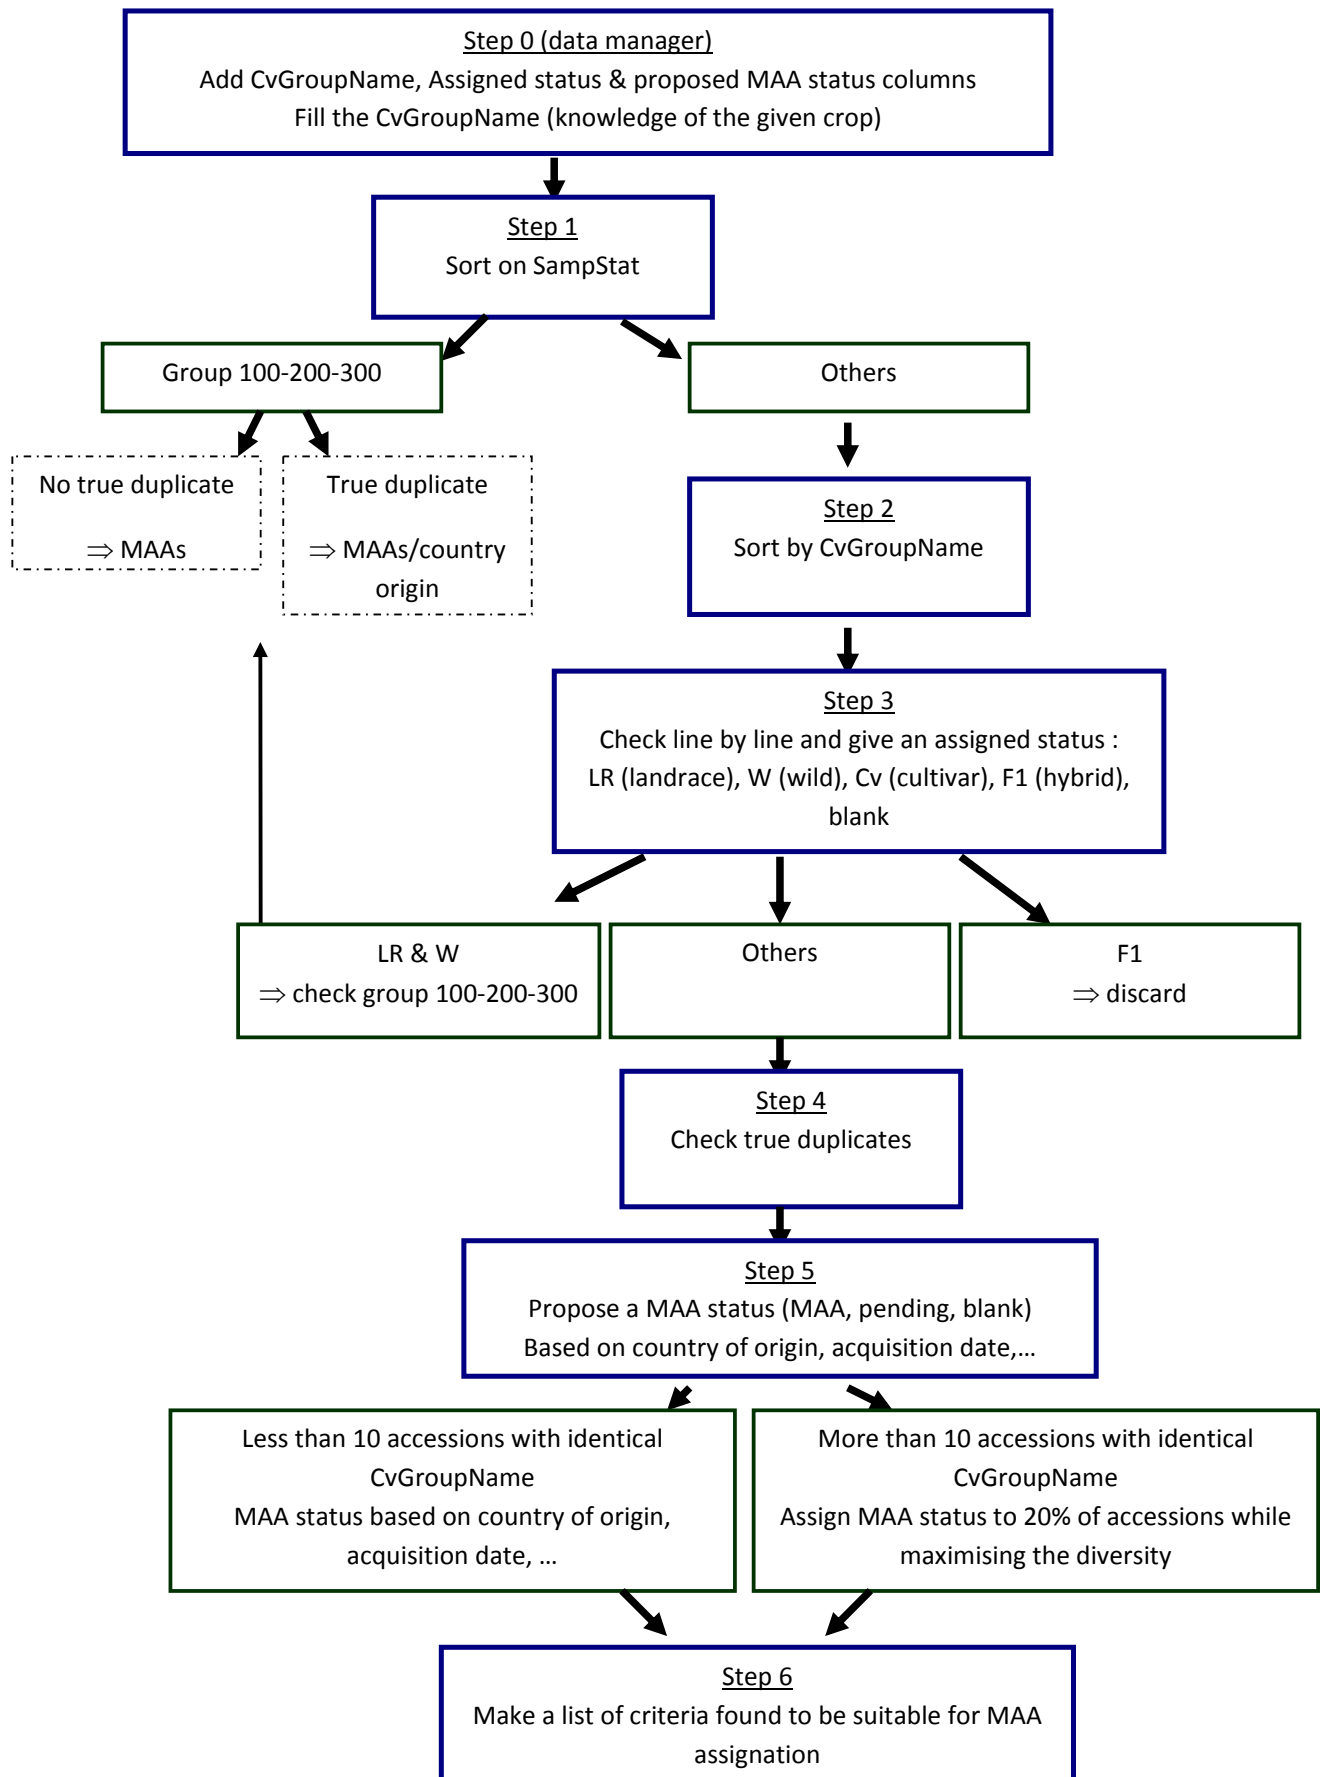 Step 0 (data manager)
Add CvGroupName, Assigned status & proposed MAA status columns
Fill the CvGroupName (knowledge of the given crop)
Step 1
Sort on SampStat
Group 100-200-300
Others
No true duplicate
⇒ MAAs
True duplicate
⇒ MAAs/country
origin
Step 2
Sort by CvGroupName
Step 3
Check line by line and give an assigned status :
LR (landrace), W (wild), Cv (cultivar), F1 (hybrid),
blank
LR & W
⇒ check group 100-200-300
Others
F1
⇒ discard
Step 4
Check true duplicates
Step 5
Propose a MAA status (MAA, pending, blank)
Based on country of origin, acquisition date,...
Less than 10 accessions with identical
CvGroupName
MAA status based on country of origin,
acquisition date, ...
More than 10 accessions with identical
CvGroupName
Assign MAA status to 20% of accessions while
maximising the diversity
Step 6
Make a list of criteria found to be suitable for MAA
assignation